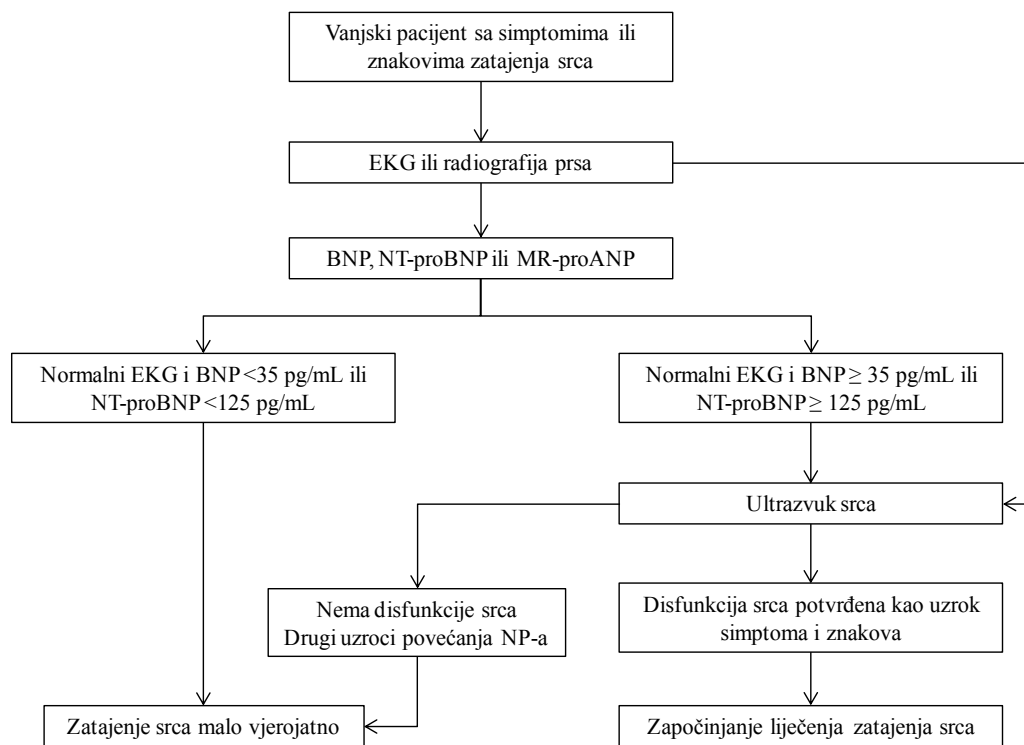 Vanjski pacijent sa simptomima ili
znakovima zatajenja srca
EKG ili radiografija prsa
BNP, NT-proBNP ili MR-proANP
Normalni EKG i BNP <35 pg/mL ili
NT-proBNP <125 pg/mL
Normalni EKG i BNP ≥ 35 pg/mL ili
NT-proBNP ≥ 125 pg/mL
Ultrazvuk srca
Nema disfunkcije srca
Drugi uzroci povećanja NP-a
Disfunkcija srca potvrđena kao uzrok
simptoma i znakova
Zatajenje srca malo vjerojatno
Započinjanje liječenja zatajenja srca